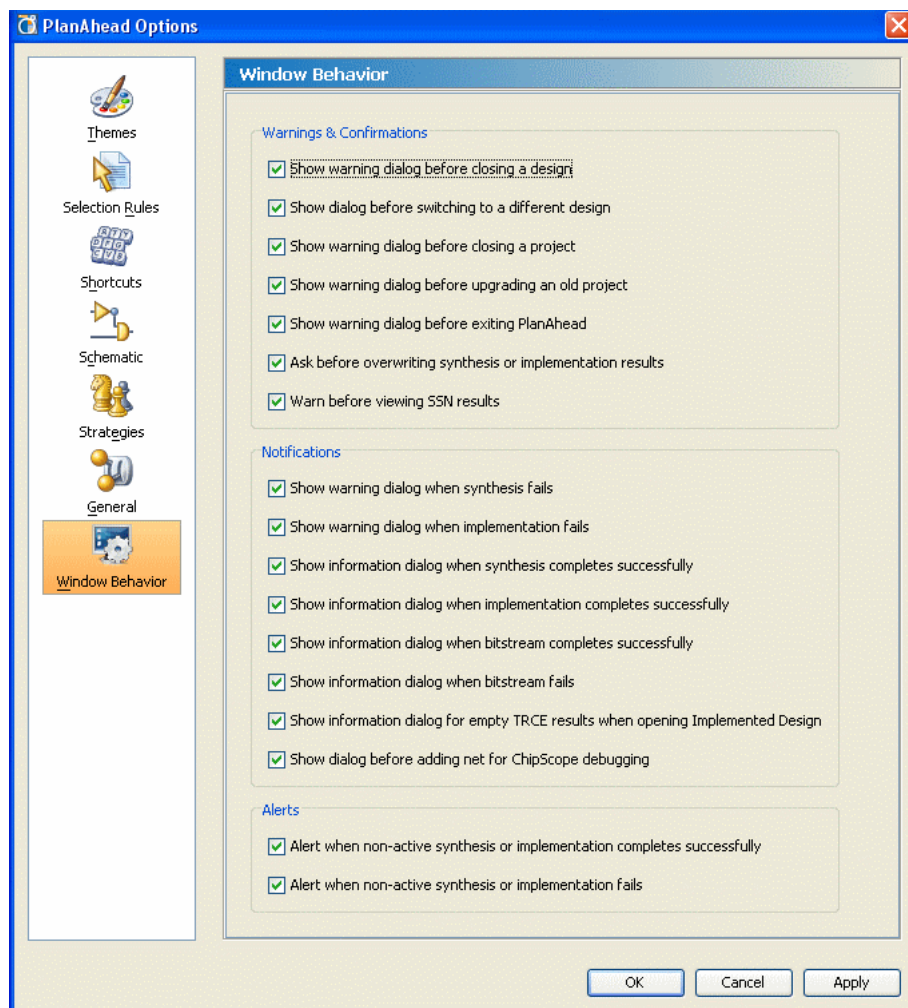 PlanAhead Options
Themes
Selection Rules
Shortcuts
Schematic
Strategies
General
Window Behavior
Window Behavior
Warnings & Confirmations
Show warning dialog before closing a design
Show dialog before switching to a different design
Show warning dialog before closing a project
Show warning dialog before upgrading an old project
Show warning dialog before exiting PlanAhead
Ask before overwriting synthesis or implementation results
Warn before viewing SSN results
Notifications
Show warning dialog when synthesis fails
Show warning dialog when implementation fails
Show information dialog when synthesis completes successfully
Show information dialog when implementation completes successfully
Show information dialog when bitstream completes successfully
Show information dialog when bitstream fails
Show information dialog for empty TRCE results when opening Implemented Design
Show dialog before adding net for ChipScope debugging
Alerts
Alert when non-active synthesis or implementation completes successfully
Alert when non-active synthesis or implementation fails
OK
Cancel
Apply